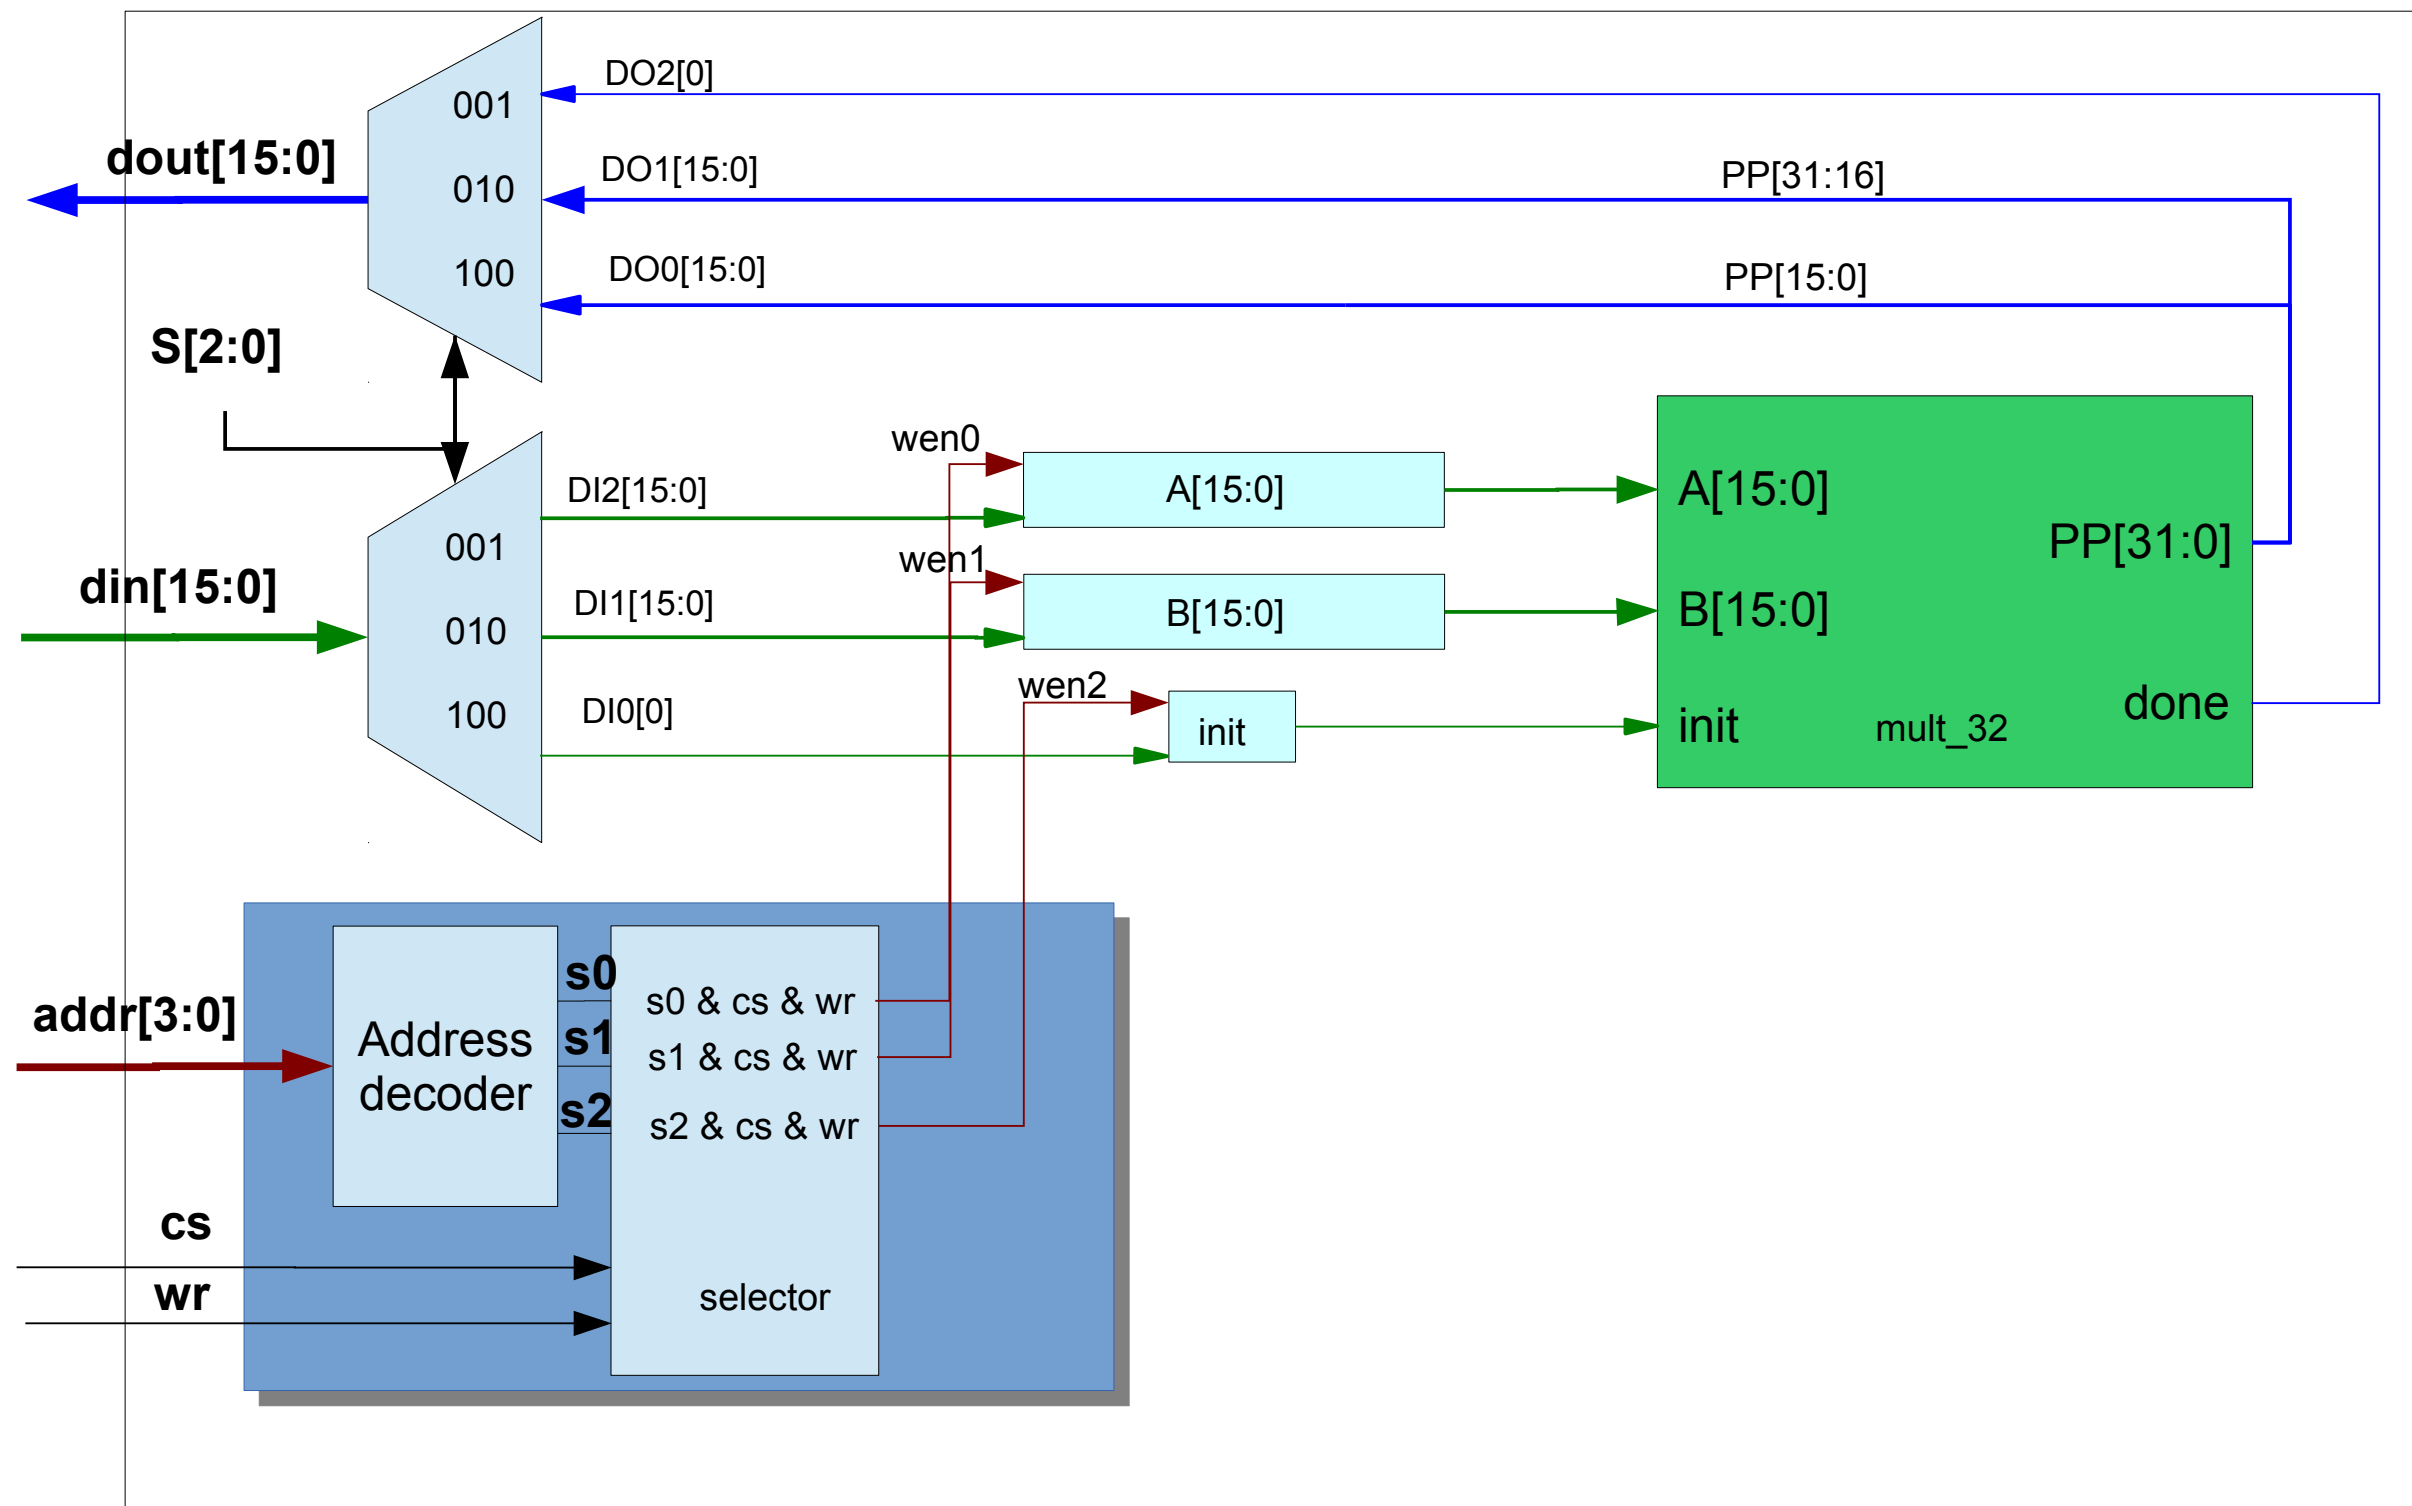 DO2[0]
001
dout[15:0]
DO1[15:0]
PP[31:16]
010
DO0[15:0]
PP[15:0]
100
S[2:0]
wen0
DI2[15:0]
A[15:0]
A[15:0]
001
PP[31:0]
wen1
din[15:0]
DI1[15:0]
B[15:0]
B[15:0]
010
wen2
100
DI0[0]
init
init
mult_32
done
s0
s0 & cs & wr
addr[3:0]
Address
decoder
s1
s1 & cs & wr
s2
s2 & cs & wr
cs
wr
selector